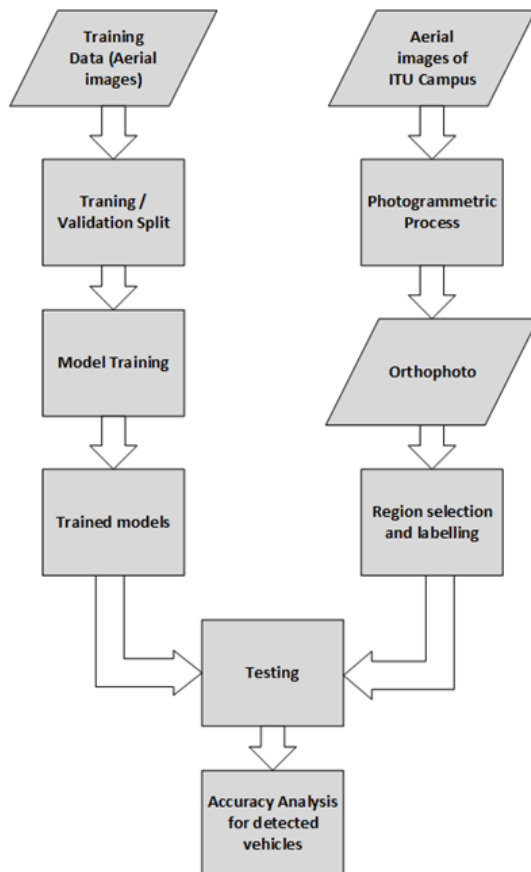 Training
Data (Aerial
images)
Traning /
Validation Split
Model Training
Trained models
Aerial
images of
ITU Campus
Photogrammetric
Process
Orthophoto
Region selection
and labelling
Testing
Accuracy Analysis
for detected
vehicles